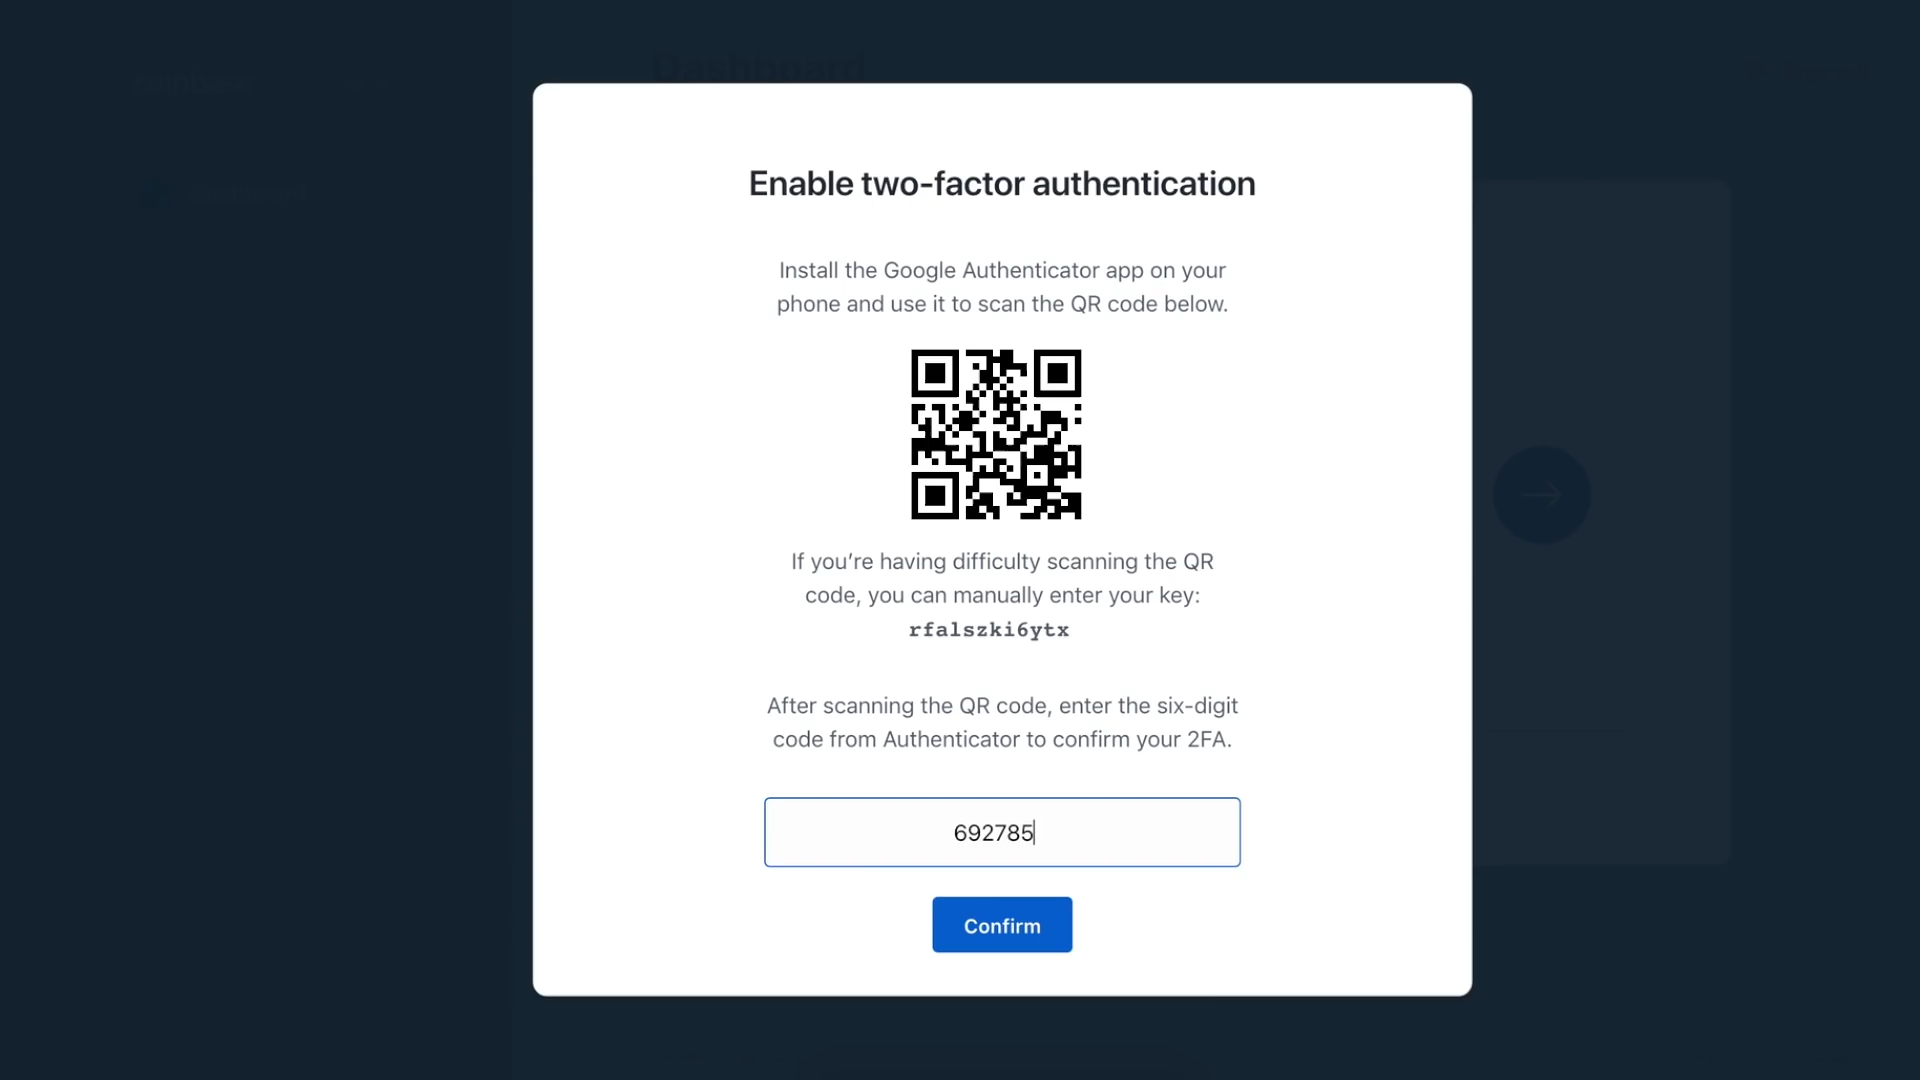 Dashboard
Enable two-factor authentication
Install the Google Authenticator app on your
phone and use it to scan the QR code below.
If you’re having difficulty scanning the QR
code, you can manually enter your key:
rfalszki6ytx
After scanning the QR code, enter the six-digit
code from Authenticator to confirm your 2FA.
692785
Confirm